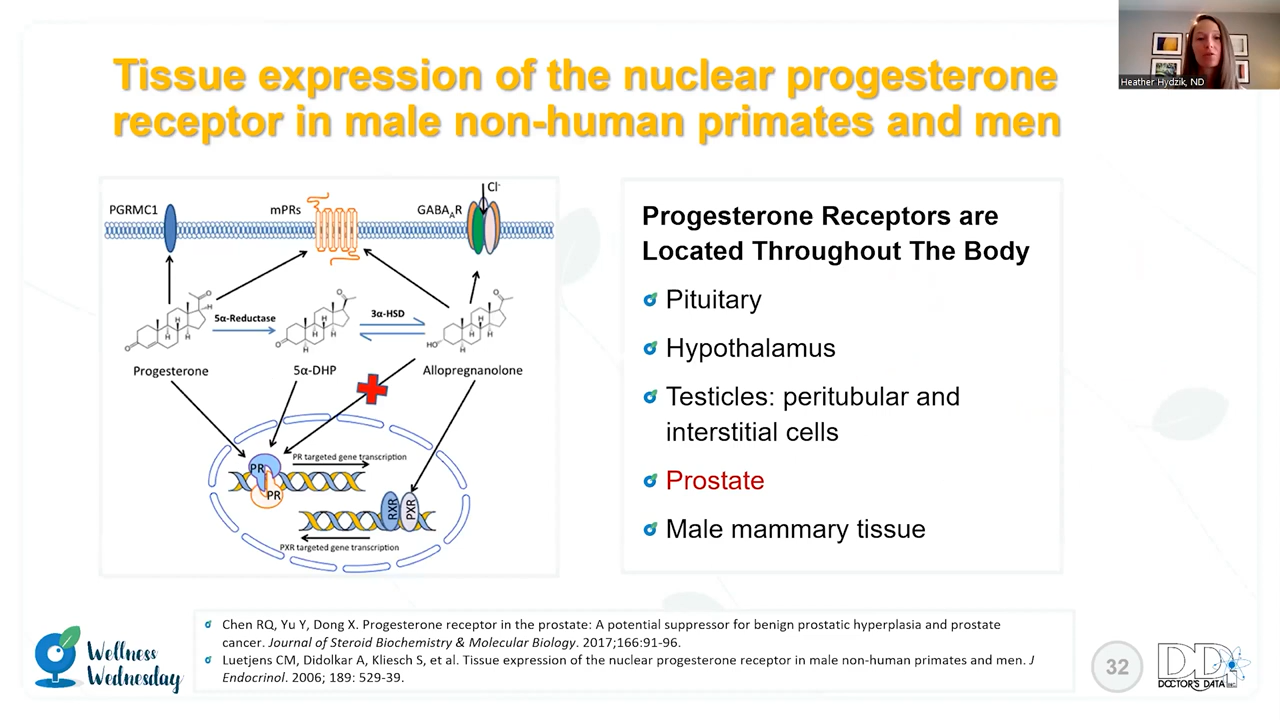 Heather Hydzik, ND
Tissue expression of the nuclear progesterone
receptor in male non-human primates and men
PGRMC1
mPRs
GABA_AR
Cl⁻
5α-Reductase
3α-HSD
H
H
H
H
O
O
O
O
H
H
H
H
HO
O
H
H
H
H
Progesterone
5α-DHP
Allopregnanolone
PR
PR
PR targeted gene transcription
RXR
PXR
PXR targeted gene transcription
Progesterone Receptors are
Located Throughout The Body
Pituitary
Hypothalamus
Testicles: peritubular and
interstitial cells
Prostate
Male mammary tissue
Chen RQ, Yu Y, Dong X. Progesterone receptor in the prostate: A potential suppressor for benign prostatic hyperplasia and prostate
cancer. Journal of Steroid Biochemistry & Molecular Biology. 2017;166:91-96.
Luetjens CM, Didolkar A, Kliesch S, et al. Tissue expression of the nuclear progesterone receptor in male non-human primates and men. J
Endocrinol. 2006; 189: 529-39.
Wellness
Wednesday
32
DDI
DOCTOR'S DATA INC.